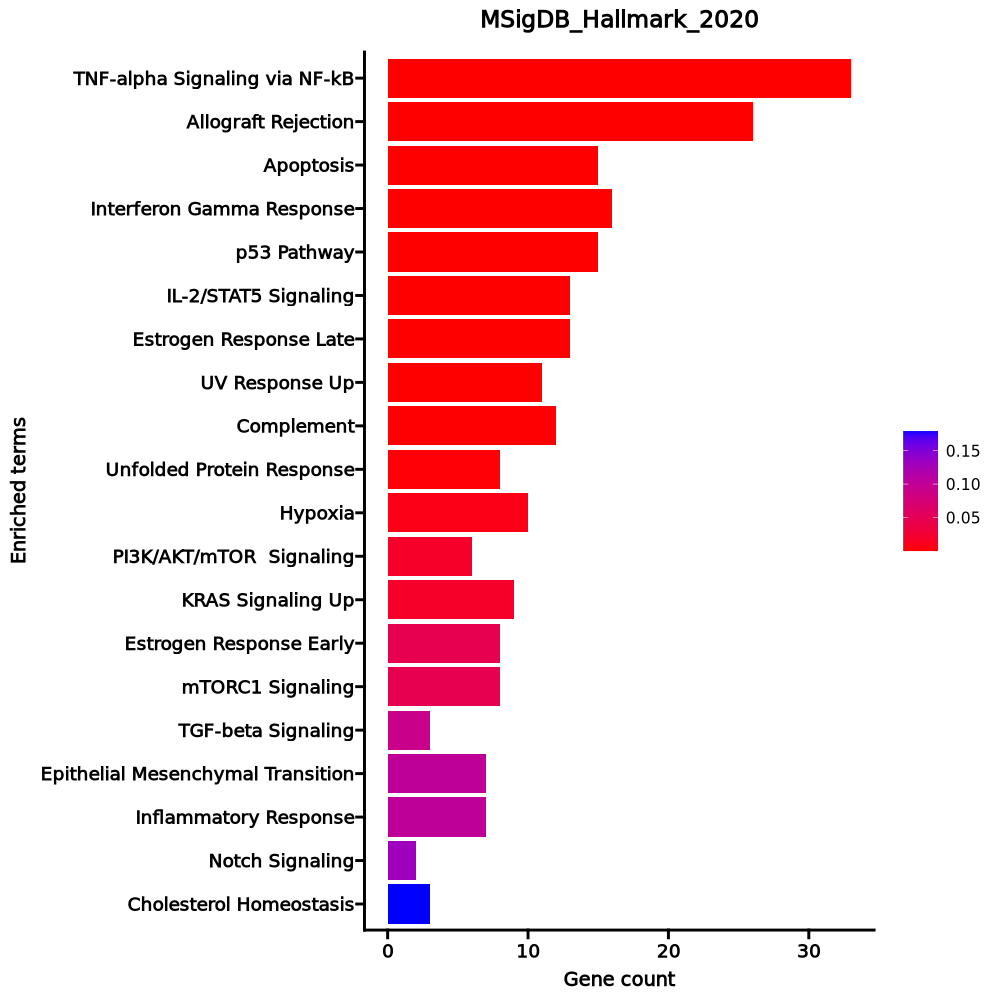 MSigDB_Hallmark_2020
TNF-alpha Signaling via NF-kB
Allograft Rejection
Apoptosis
Interferon Gamma Response
p53 Pathway
IL-2/STAT5 Signaling
Estrogen Response Late
UV Response Up
Complement
Unfolded Protein Response
Hypoxia
PI3K/AKT/mTOR  Signaling
KRAS Signaling Up
Estrogen Response Early
mTORC1 Signaling
TGF-beta Signaling
Epithelial Mesenchymal Transition
Inflammatory Response
Notch Signaling
Cholesterol Homeostasis
Enriched terms
0 10 20 30
Gene count
0.15
0.10
0.05